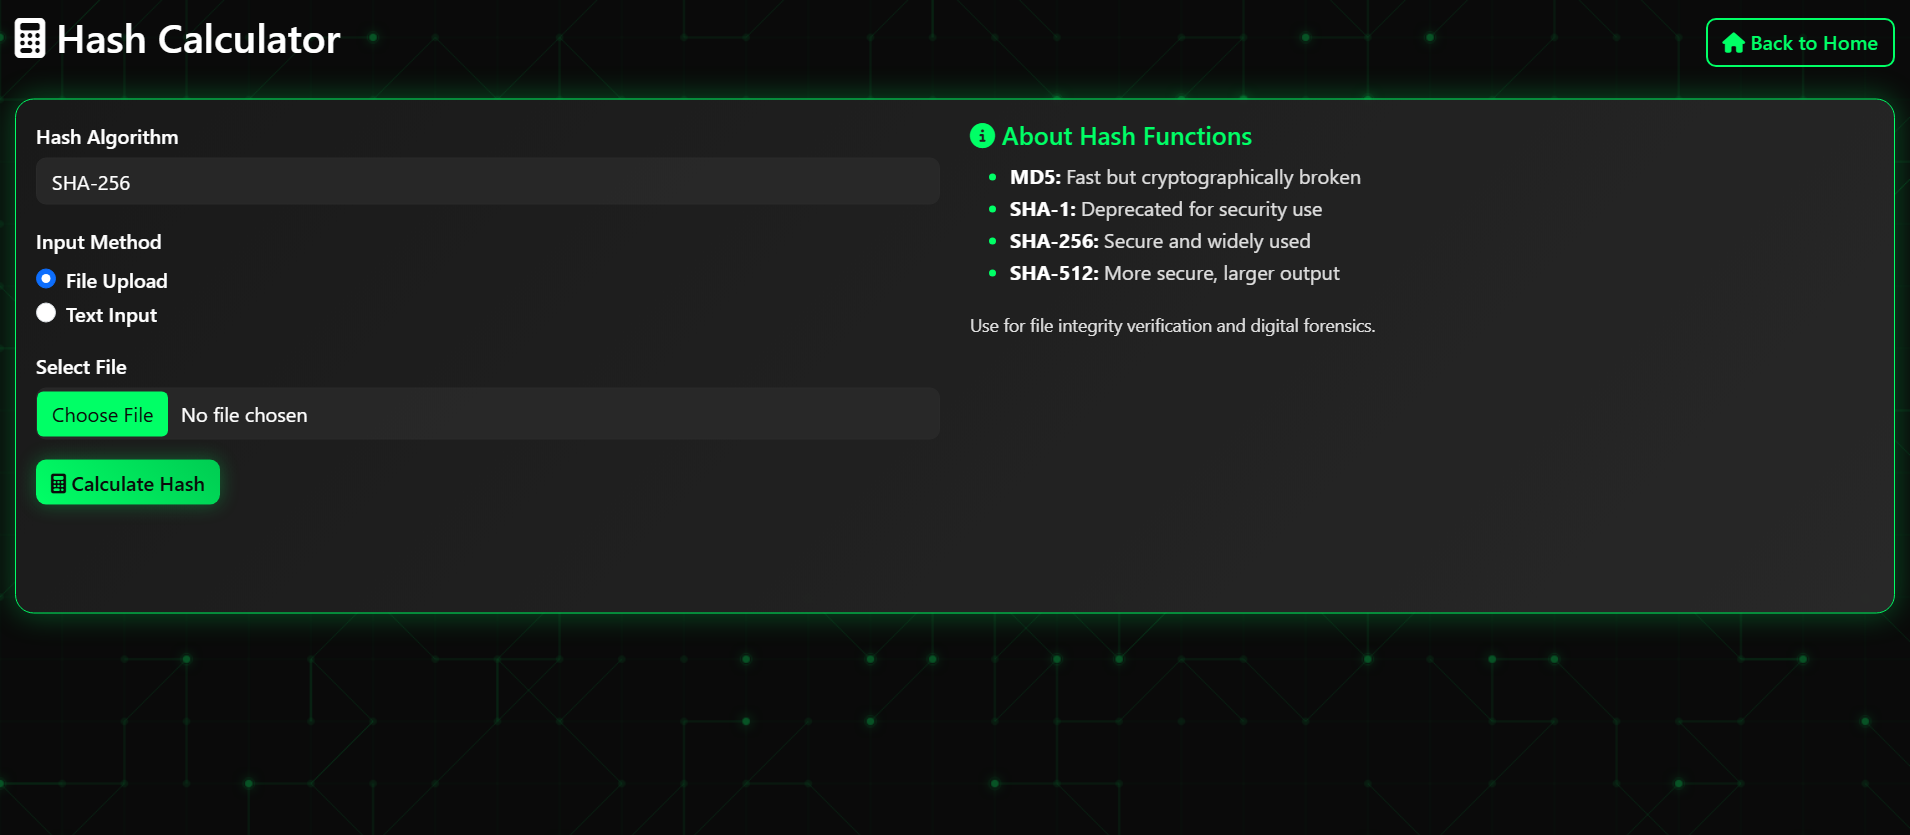 Hash Calculator
Back to Home
Hash Algorithm
SHA-256
Input Method
File Upload
Text Input
Select File
Choose File No file chosen
Calculate Hash
About Hash Functions
MD5: Fast but cryptographically broken
SHA-1: Deprecated for security use
SHA-256: Secure and widely used
SHA-512: More secure, larger output
Use for file integrity verification and digital forensics.